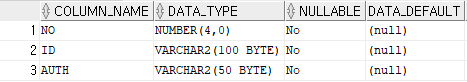 COLUMN_NAME DATA_TYPE NULLABLE DATA_DEFAULT
1 NO NUMBER(4,0) No (null)
2 ID VARCHAR2(100 BYTE) No (null)
3 AUTH VARCHAR2(50 BYTE) No (null)